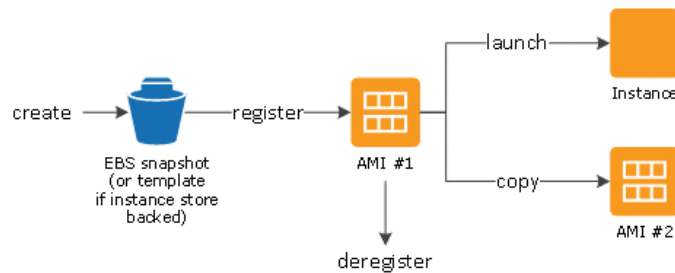 launch
Instance
create
register
EBS snapshot
(or template
if instance store
backed)
AMI #1
copy
AMI #2
deregister